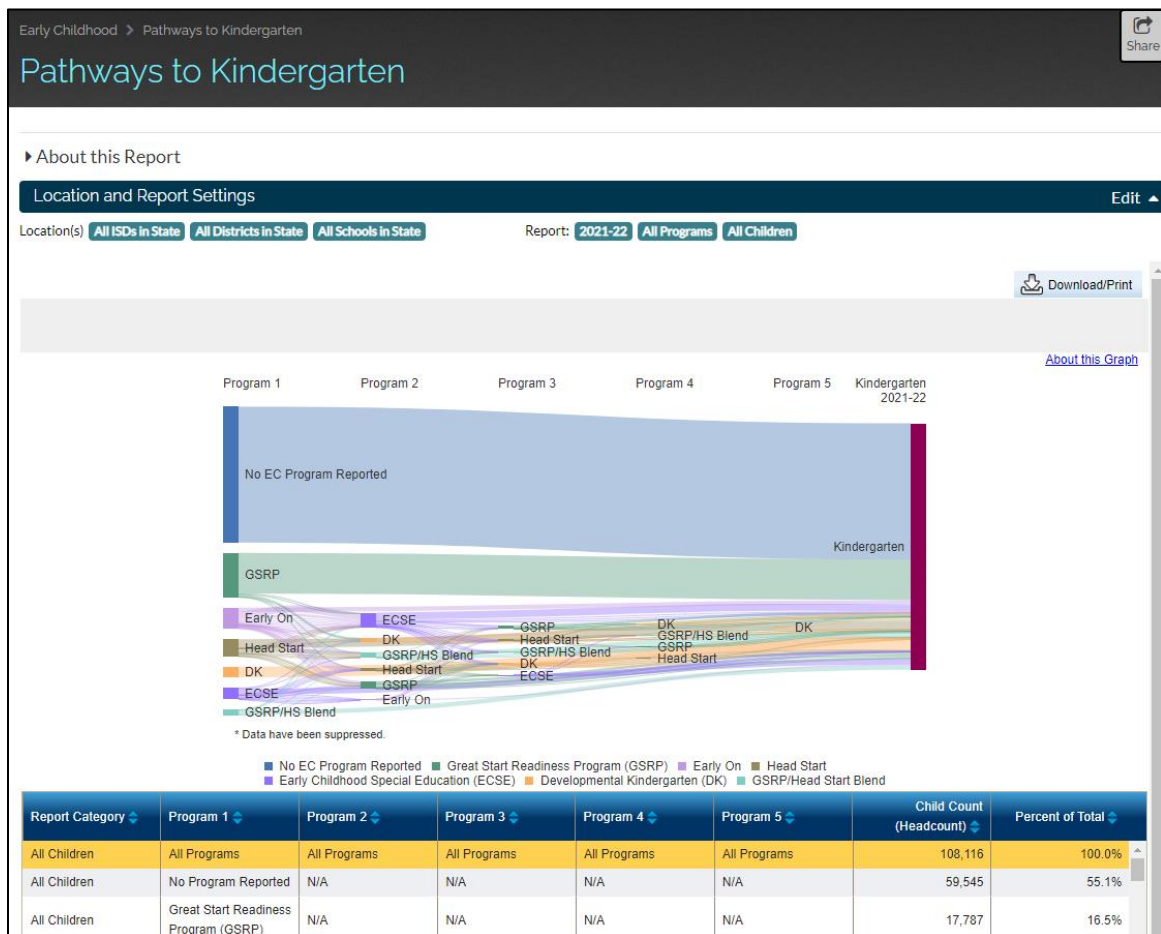 Early Childhood > Pathways to Kindergarten
Share
Pathways to Kindergarten
About this Report
Location and Report Settings
Edit
Location(s) All ISDs in State All Districts in State All Schools in State Report: 2021-22 All Programs All Children
Download/Print
About this Graph
Program 1 Program 2 Program 3 Program 4 Program 5 Kindergarten
2021-22
No EC Program Reported
Kindergarten
GSRP
Early On
Head Start
DK
ECSE
GSRP/HS Blend
ECSE
DK
GSRP/HS Blend
Head Start
GSRP
Early On
GSRP
Head Start
GSRP/HS Blend
DK
ECSE
DK
GSRP/HS Blend
GSRP
Head Start
DK
* Data have been suppressed.
No EC Program Reported Great Start Readiness Program (GSRP) Early On Head Start
Early Childhood Special Education (ECSE) Developmental Kindergarten (DK) GSRP/Head Start Blend
Report Category Program 1 Program 2 Program 3 Program 4 Program 5 Child Count (Headcount) Percent of Total
All Children All Programs All Programs All Programs All Programs All Programs 108,116 100.0%
All Children No Program Reported N/A N/A N/A N/A 59,545 55.1%
All Children Great Start Readiness Program (GSRP) N/A N/A N/A N/A 17,787 16.5%